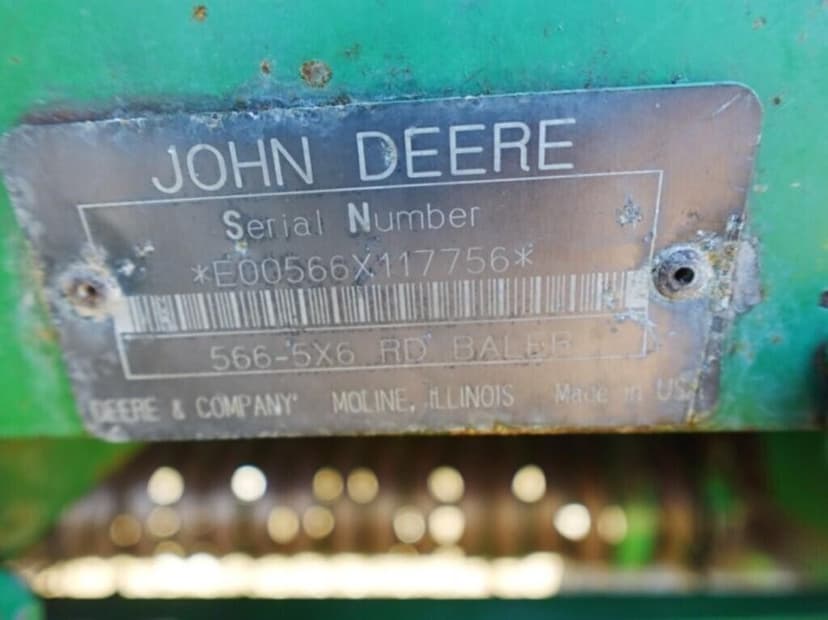 JOHN DEERE
Serial Number
*E00566X117756*
566-5X6 RD BALER
DEERE & COMPANY MOLINE, ILLINOIS Made in USA